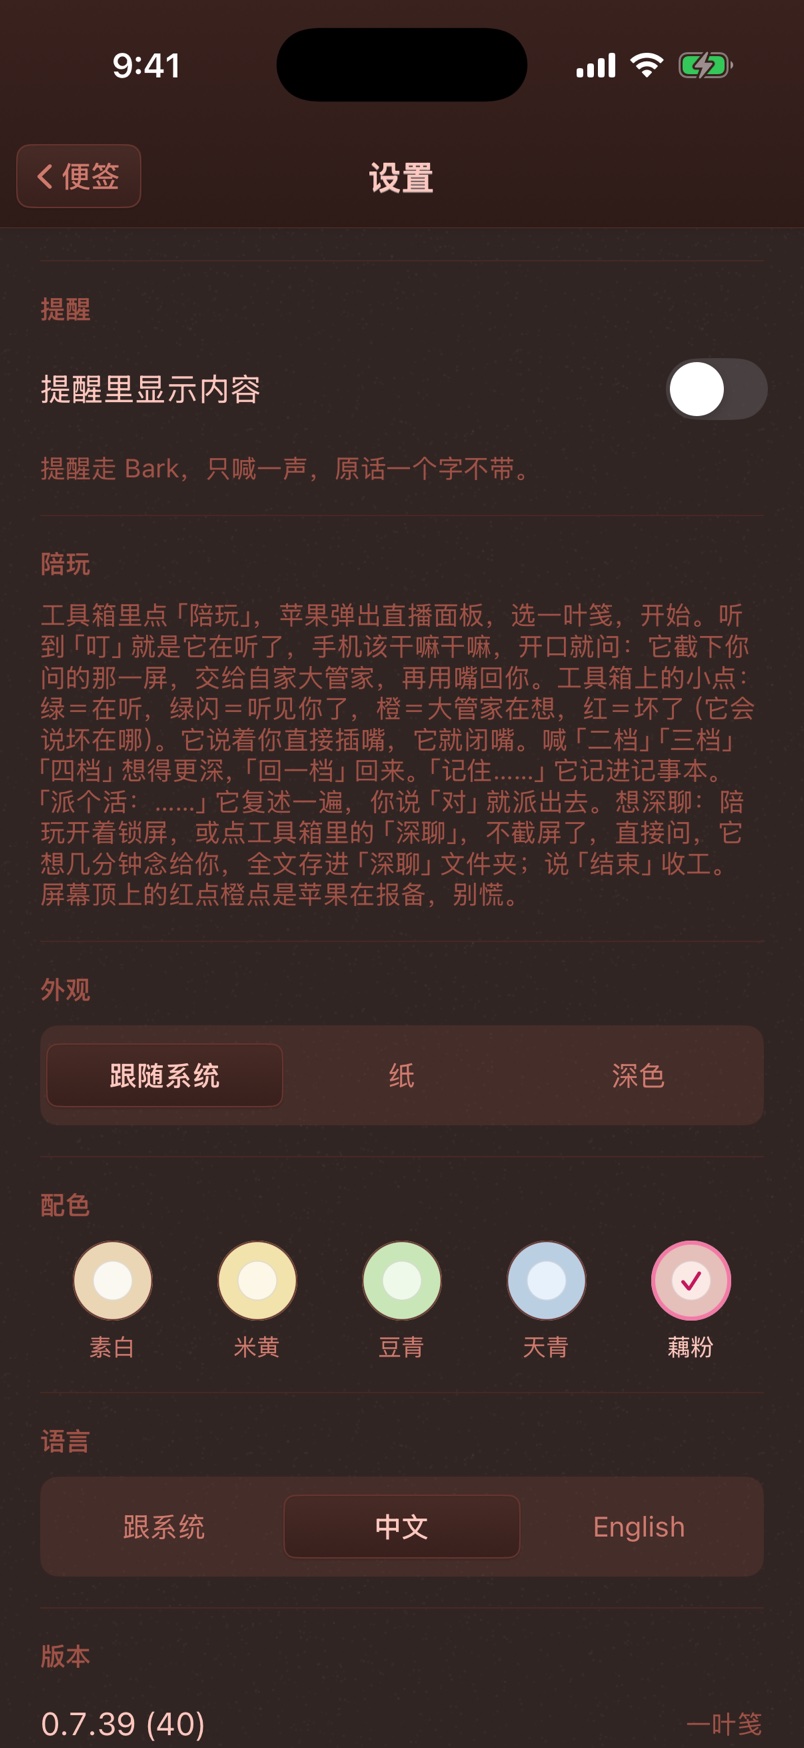 9:41
便签
设置
提醒
提醒里显示内容
提醒走 Bark，只喊一声，原话一个字不带。
陪玩
工具箱里点「陪玩」，苹果弹出直播面板，选一叶笺，开始。听
到「叮」就是它在听了，手机该干嘛干嘛，开口就问：它截下你
问的那一屏，交给自家大管家，再用嘴回你。工具箱上的小点：
绿＝在听，绿闪＝听见你了，橙＝大管家在想，红＝坏了（它会
说坏在哪）。它说着你直接插嘴，它就闭嘴。喊「二档」「三档」
「四档」想得更深，「回一档」回来。「记住……」它记进记事本。
「派个活：……」它复述一遍，你说「对」就派出去。想深聊：陪
玩开着锁屏，或点工具箱里的「深聊」，不截屏了，直接问，它
想几分钟念给你，全文存进「深聊」文件夹；说「结束」收工。
屏幕顶上的红点橙点是苹果在报备，别慌。
外观
跟随系统
纸
深色
配色
素白
米黄
豆青
天青
藕粉
语言
跟系统
中文
English
版本
0.7.39 (40)
一叶笺